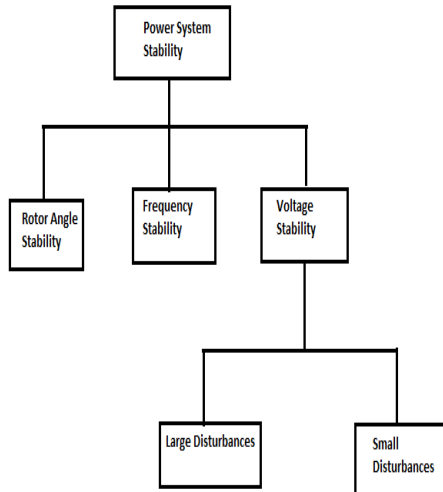 Power System
Stability
Rotor Angle
Stability
Frequency
Stability
Voltage
Stability
Large Disturbances
Small
Disturbances